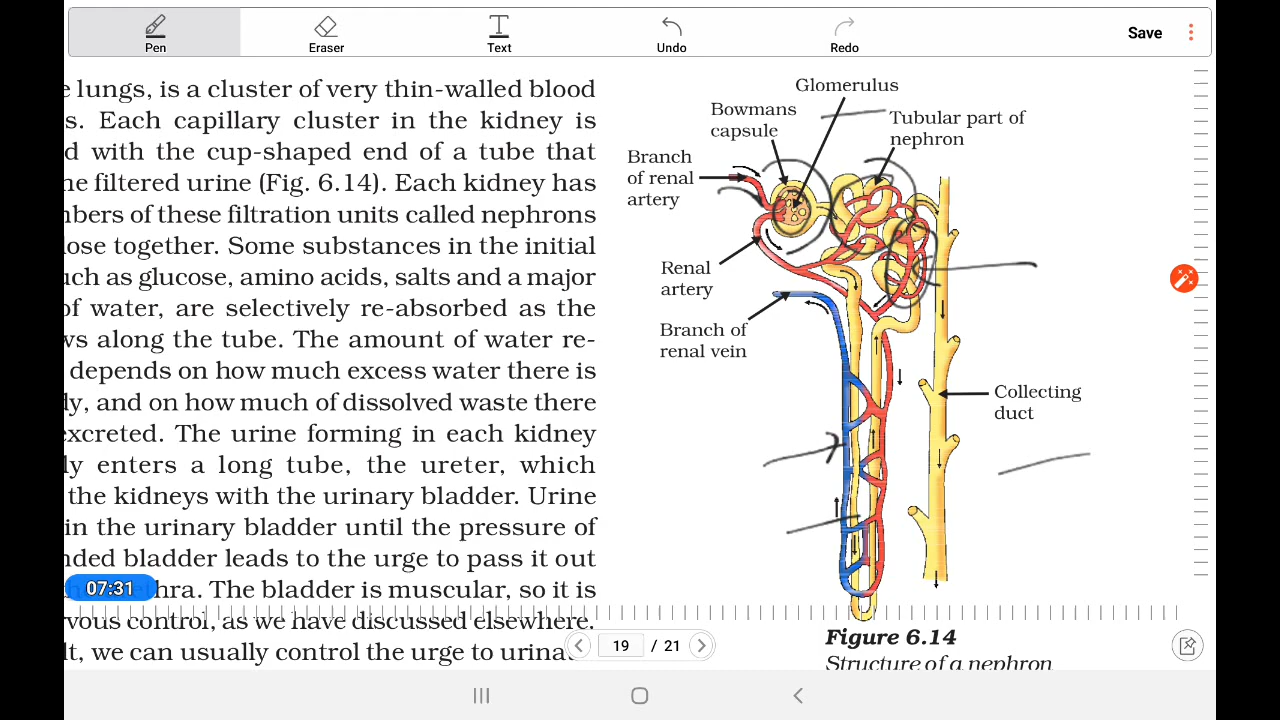 Pen
Eraser
Text
Undo
Redo
Save
e lungs, is a cluster of very thin-walled blood
s. Each capillary cluster in the kidney is
d with the cup-shaped end of a tube that
ne filtered urine (Fig. 6.14). Each kidney has
mbers of these filtration units called nephrons
lose together. Some substances in the initial
uch as glucose, amino acids, salts and a major
of water, are selectively re-absorbed as the
ws along the tube. The amount of water re-
depends on how much excess water there is
dy, and on how much of dissolved waste there
excreted. The urine forming in each kidney
ly enters a long tube, the ureter, which
the kidneys with the urinary bladder. Urine
in the urinary bladder until the pressure of
nded bladder leads to the urge to pass it out
thra. The bladder is muscular, so it is
vous control, as we have discussed elsewhere.
lt, we can usually control the urge to urina
07:31
Glomerulus
Bowmans
capsule
Tubular part of
nephron
Branch
of renal
artery
Renal
artery
Branch of
renal vein
Collecting
duct
19 / 21
Figure 6.14
Structure of a nephron